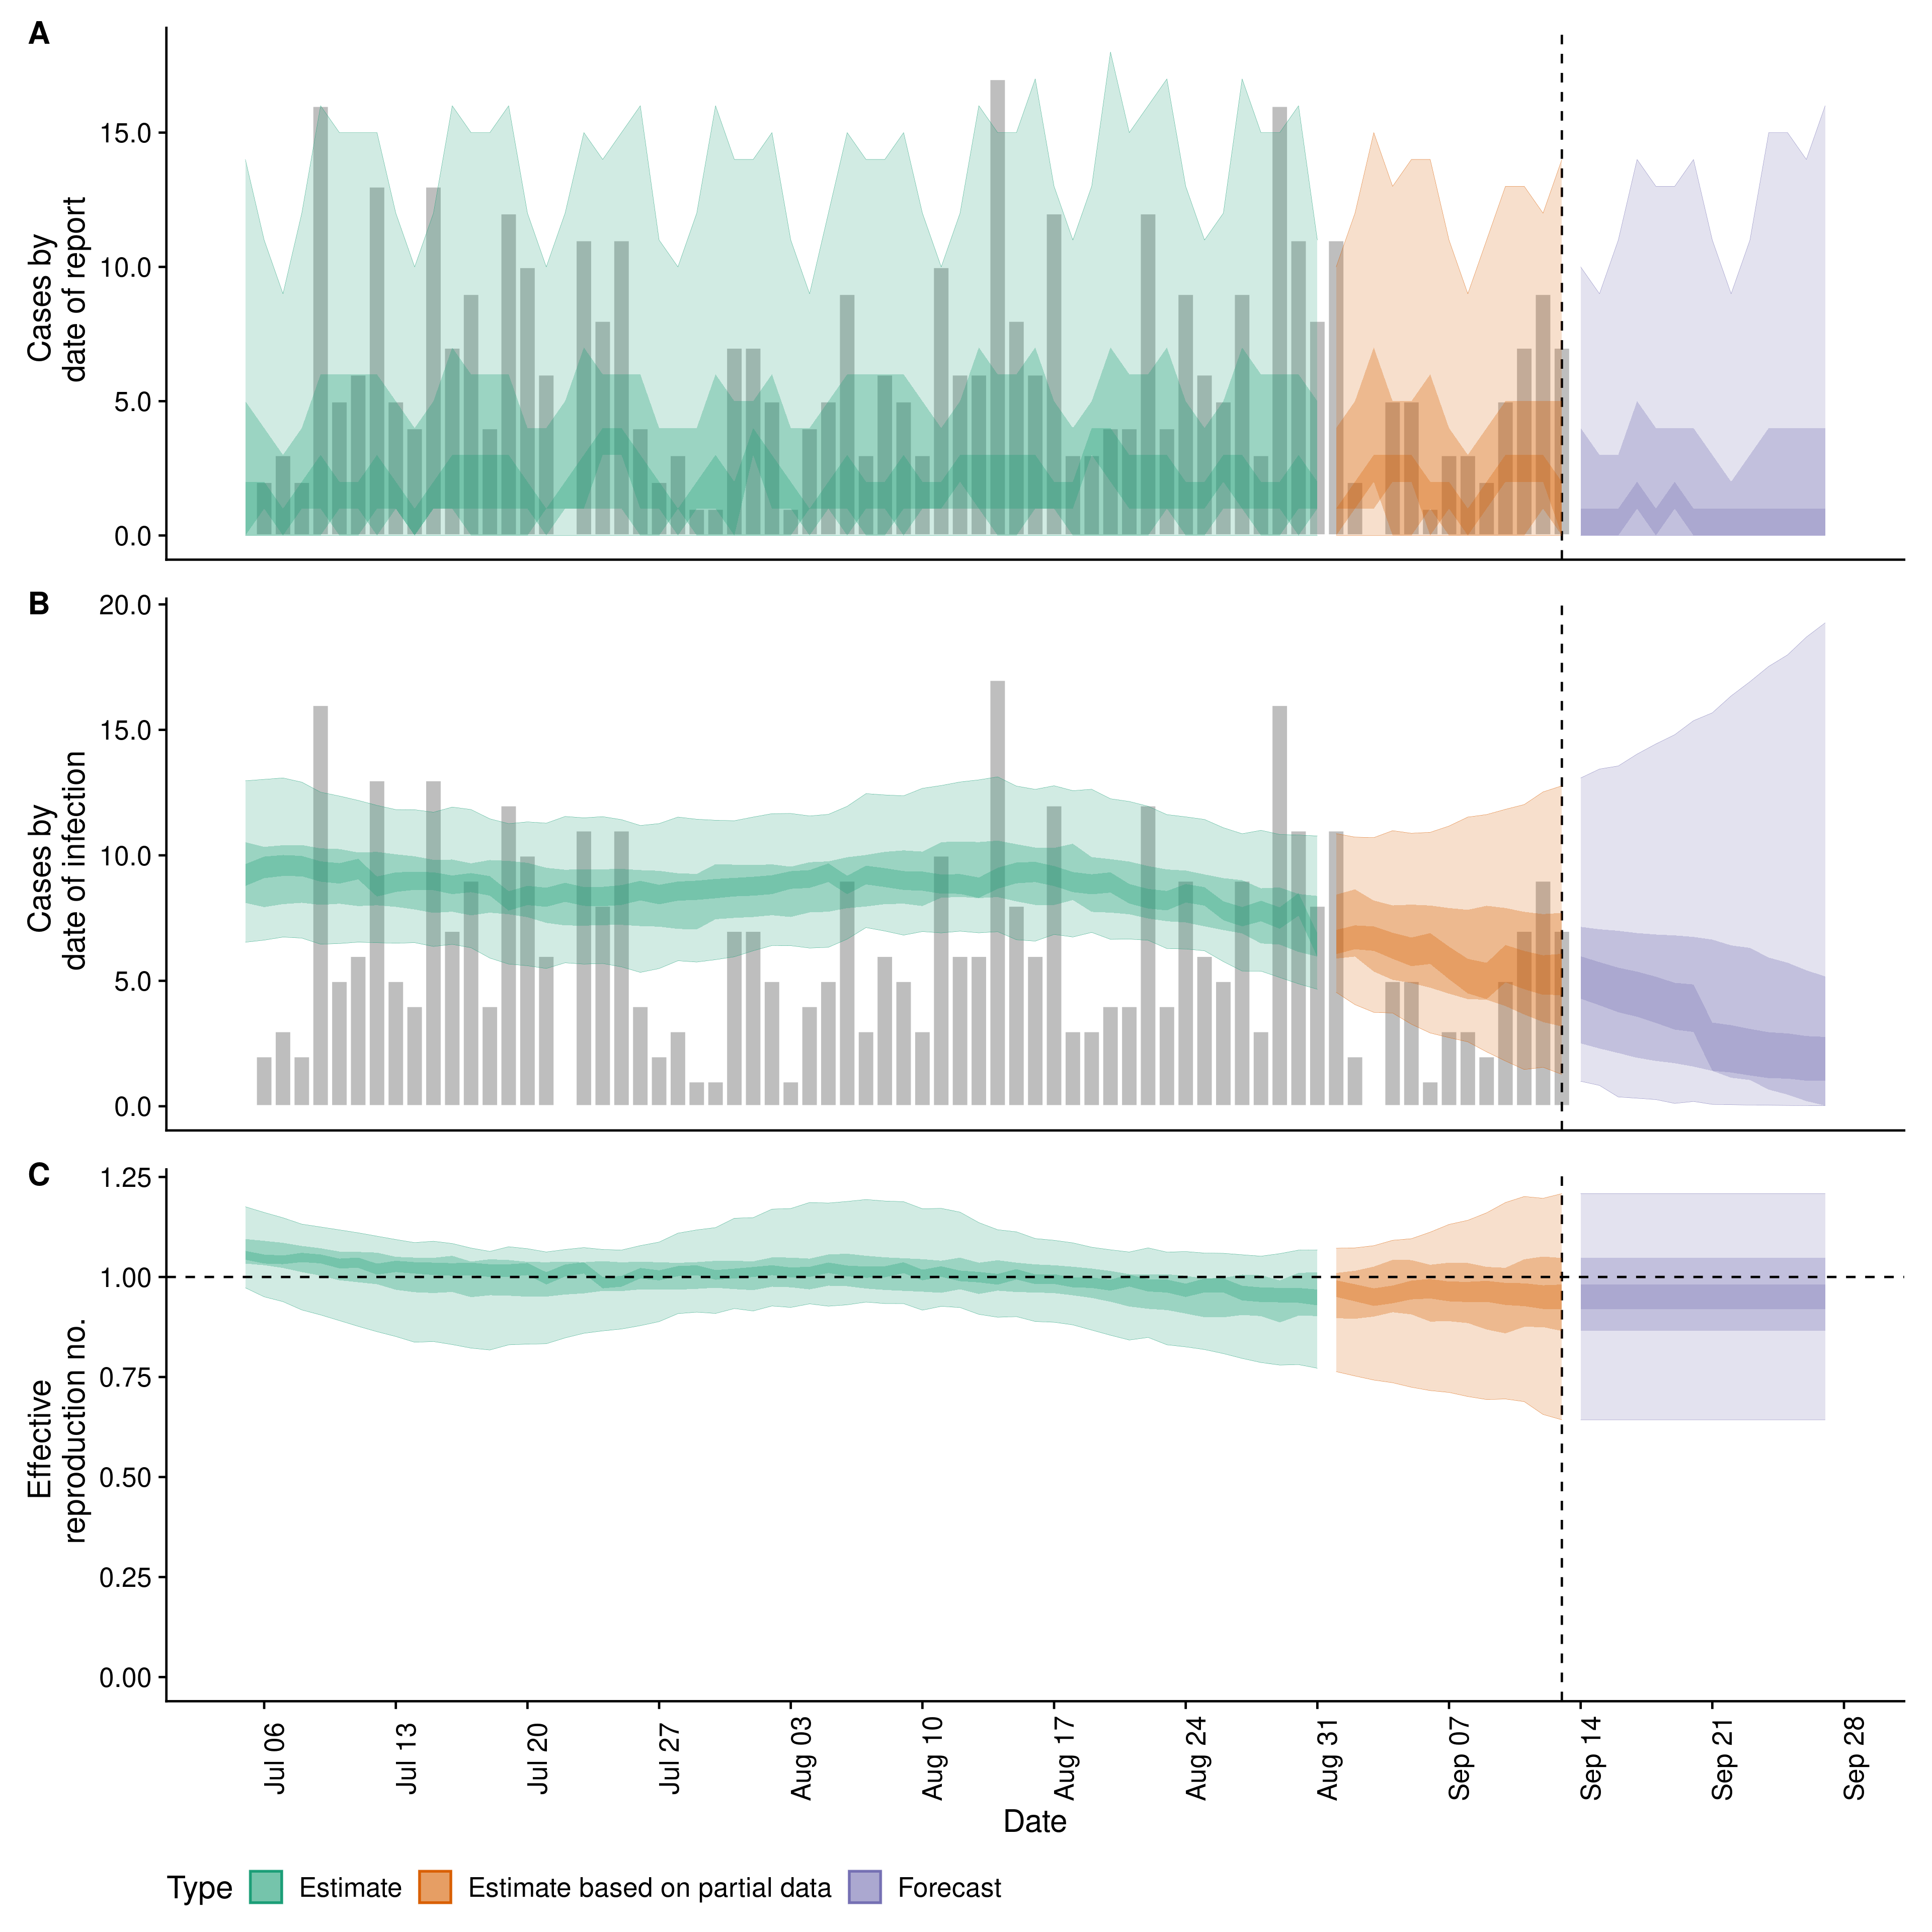 A
15.0
10.0
5.0
0.0
Cases by
date of report
B
20.0
15.0
10.0
5.0
0.0
Cases by
date of infection
C
1.25
1.00
0.75
0.50
0.25
0.00
Effective
reproduction no.
Jul 06
Jul 13
Jul 20
Jul 27
Aug 03
Aug 10
Aug 17
Aug 24
Aug 31
Sep 07
Sep 14
Sep 21
Sep 28
Date
Type Estimate Estimate based on partial data Forecast